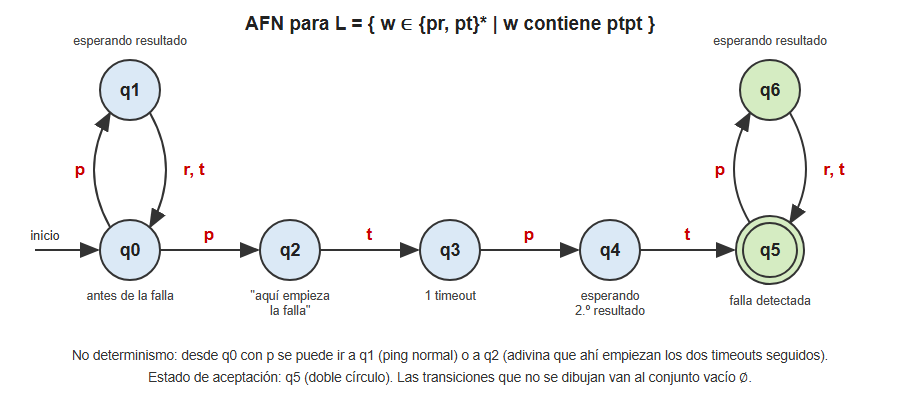 AFN para L = { w ∈ {pr, pt}* | w contiene ptpt }
esperando resultado
esperando resultado
q1
q6
p
r, t
p
r, t
inicio
p
t
p
t
q0
q2
q3
q4
q5
antes de la falla
"aquí empieza
la falla"
1 timeout
esperando
2.º resultado
falla detectada
No determinismo: desde q0 con p se puede ir a q1 (ping normal) o a q2 (adivina que ahí empiezan los dos timeouts seguidos).
Estado de aceptación: q5 (doble círculo). Las transiciones que no se dibujan van al conjunto vacío ∅.